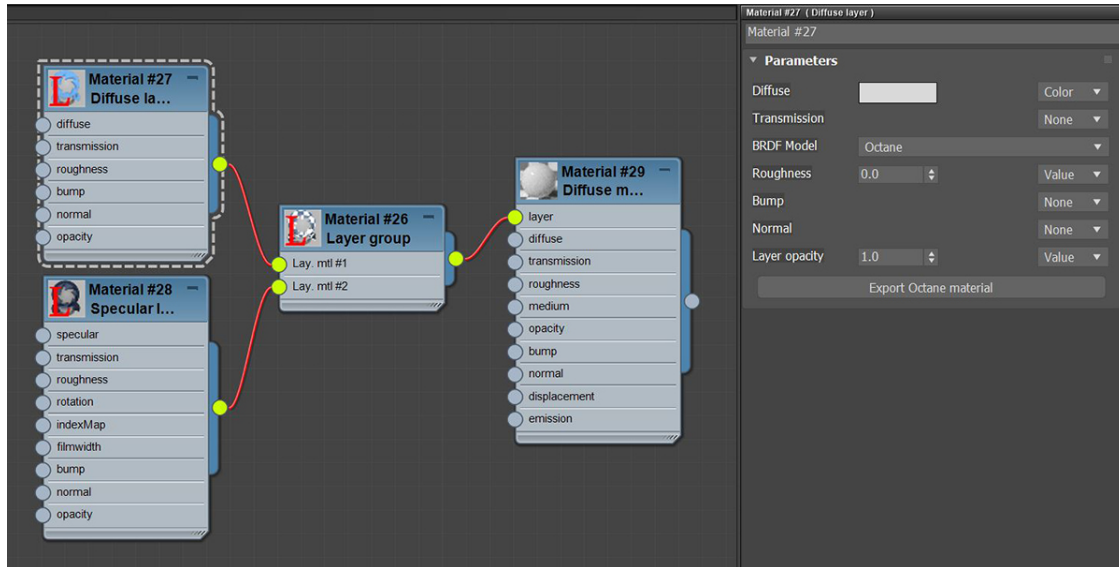 Material #27
Diffuse la...
diffuse
transmission
roughness
bump
normal
opacity
Material #28
Specular l...
specular
transmission
roughness
rotation
indexMap
filmwidth
bump
normal
opacity
Material #26
Layer group
Lay. mtl #1
Lay. mtl #2
Material #29
Diffuse m...
layer
diffuse
transmission
roughness
medium
opacity
bump
normal
displacement
emission
Material #27 ( Diffuse layer )
Material #27
Parameters
Diffuse Color
Transmission None
BRDF Model Octane
Roughness 0.0 Value
Bump None
Normal None
Layer opacity 1.0 Value
Export Octane material